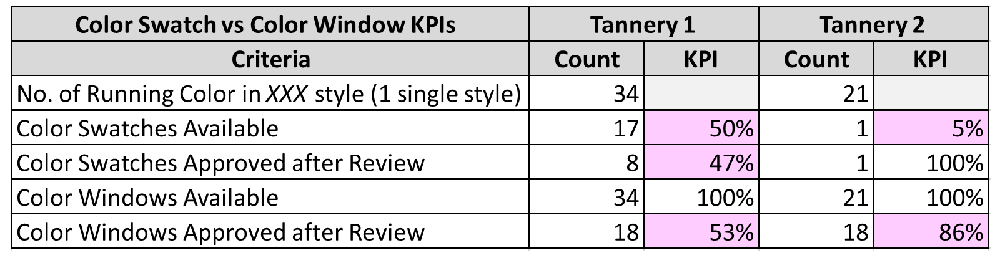 Color Swatch vs Color Window KPIs Tannery 1 Tannery 2
Criteria Count KPI Count KPI
No. of Running Color in XXX style (1 single style) 34 21
Color Swatches Available 17 50% 1 5%
Color Swatches Approved after Review 8 47% 1 100%
Color Windows Available 34 100% 21 100%
Color Windows Approved after Review 18 53% 18 86%